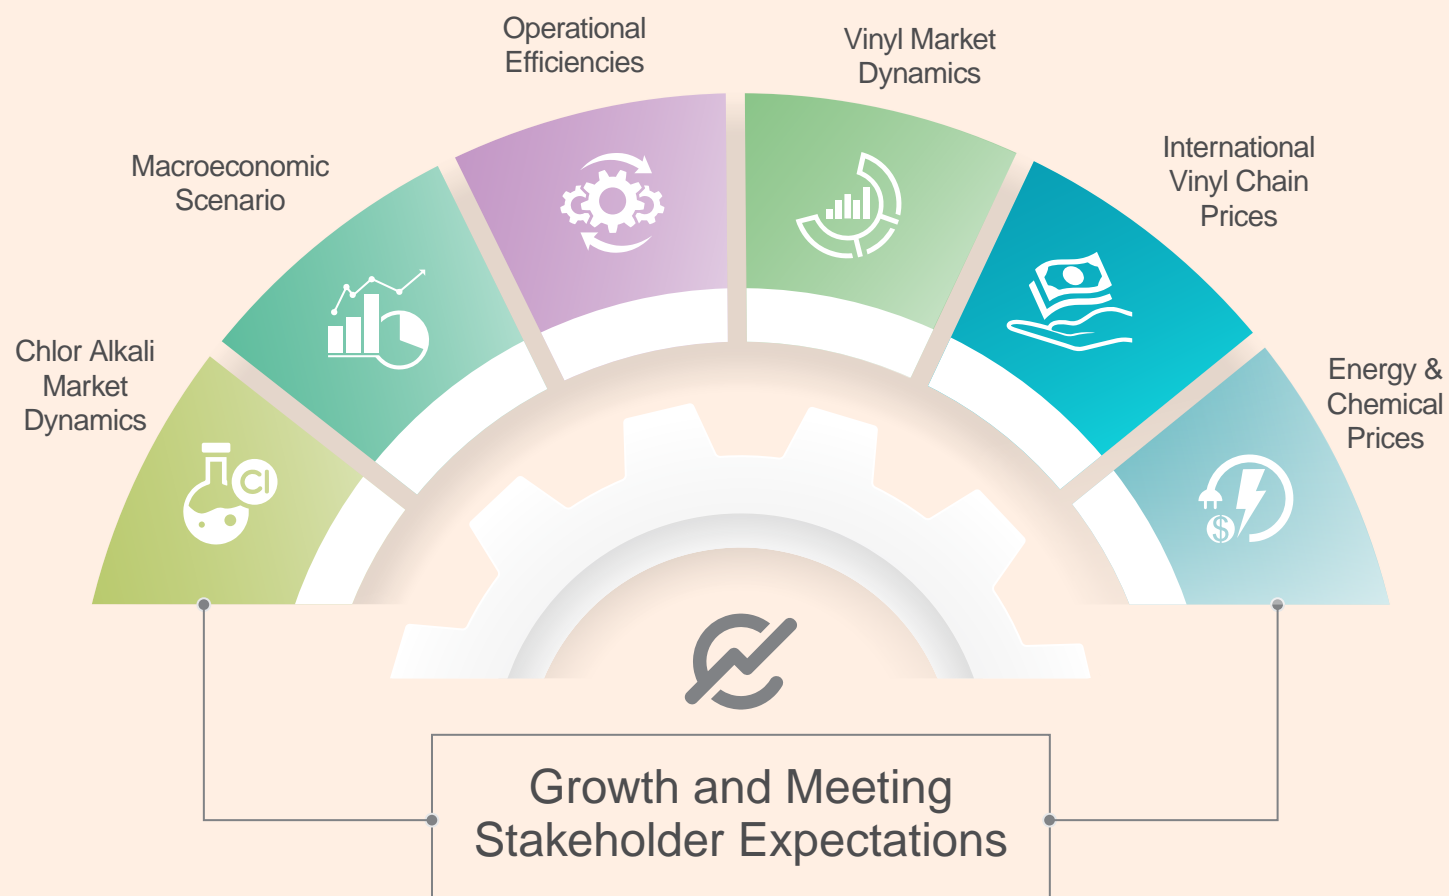 Operational
Efficiencies
Vinyl Market
Dynamics
Macroeconomic
Scenario
International
Vinyl Chain
Prices
Chlor Alkali
Market
Dynamics
Energy &
Chemical
Prices
Cl
$
Growth and Meeting
Stakeholder Expectations